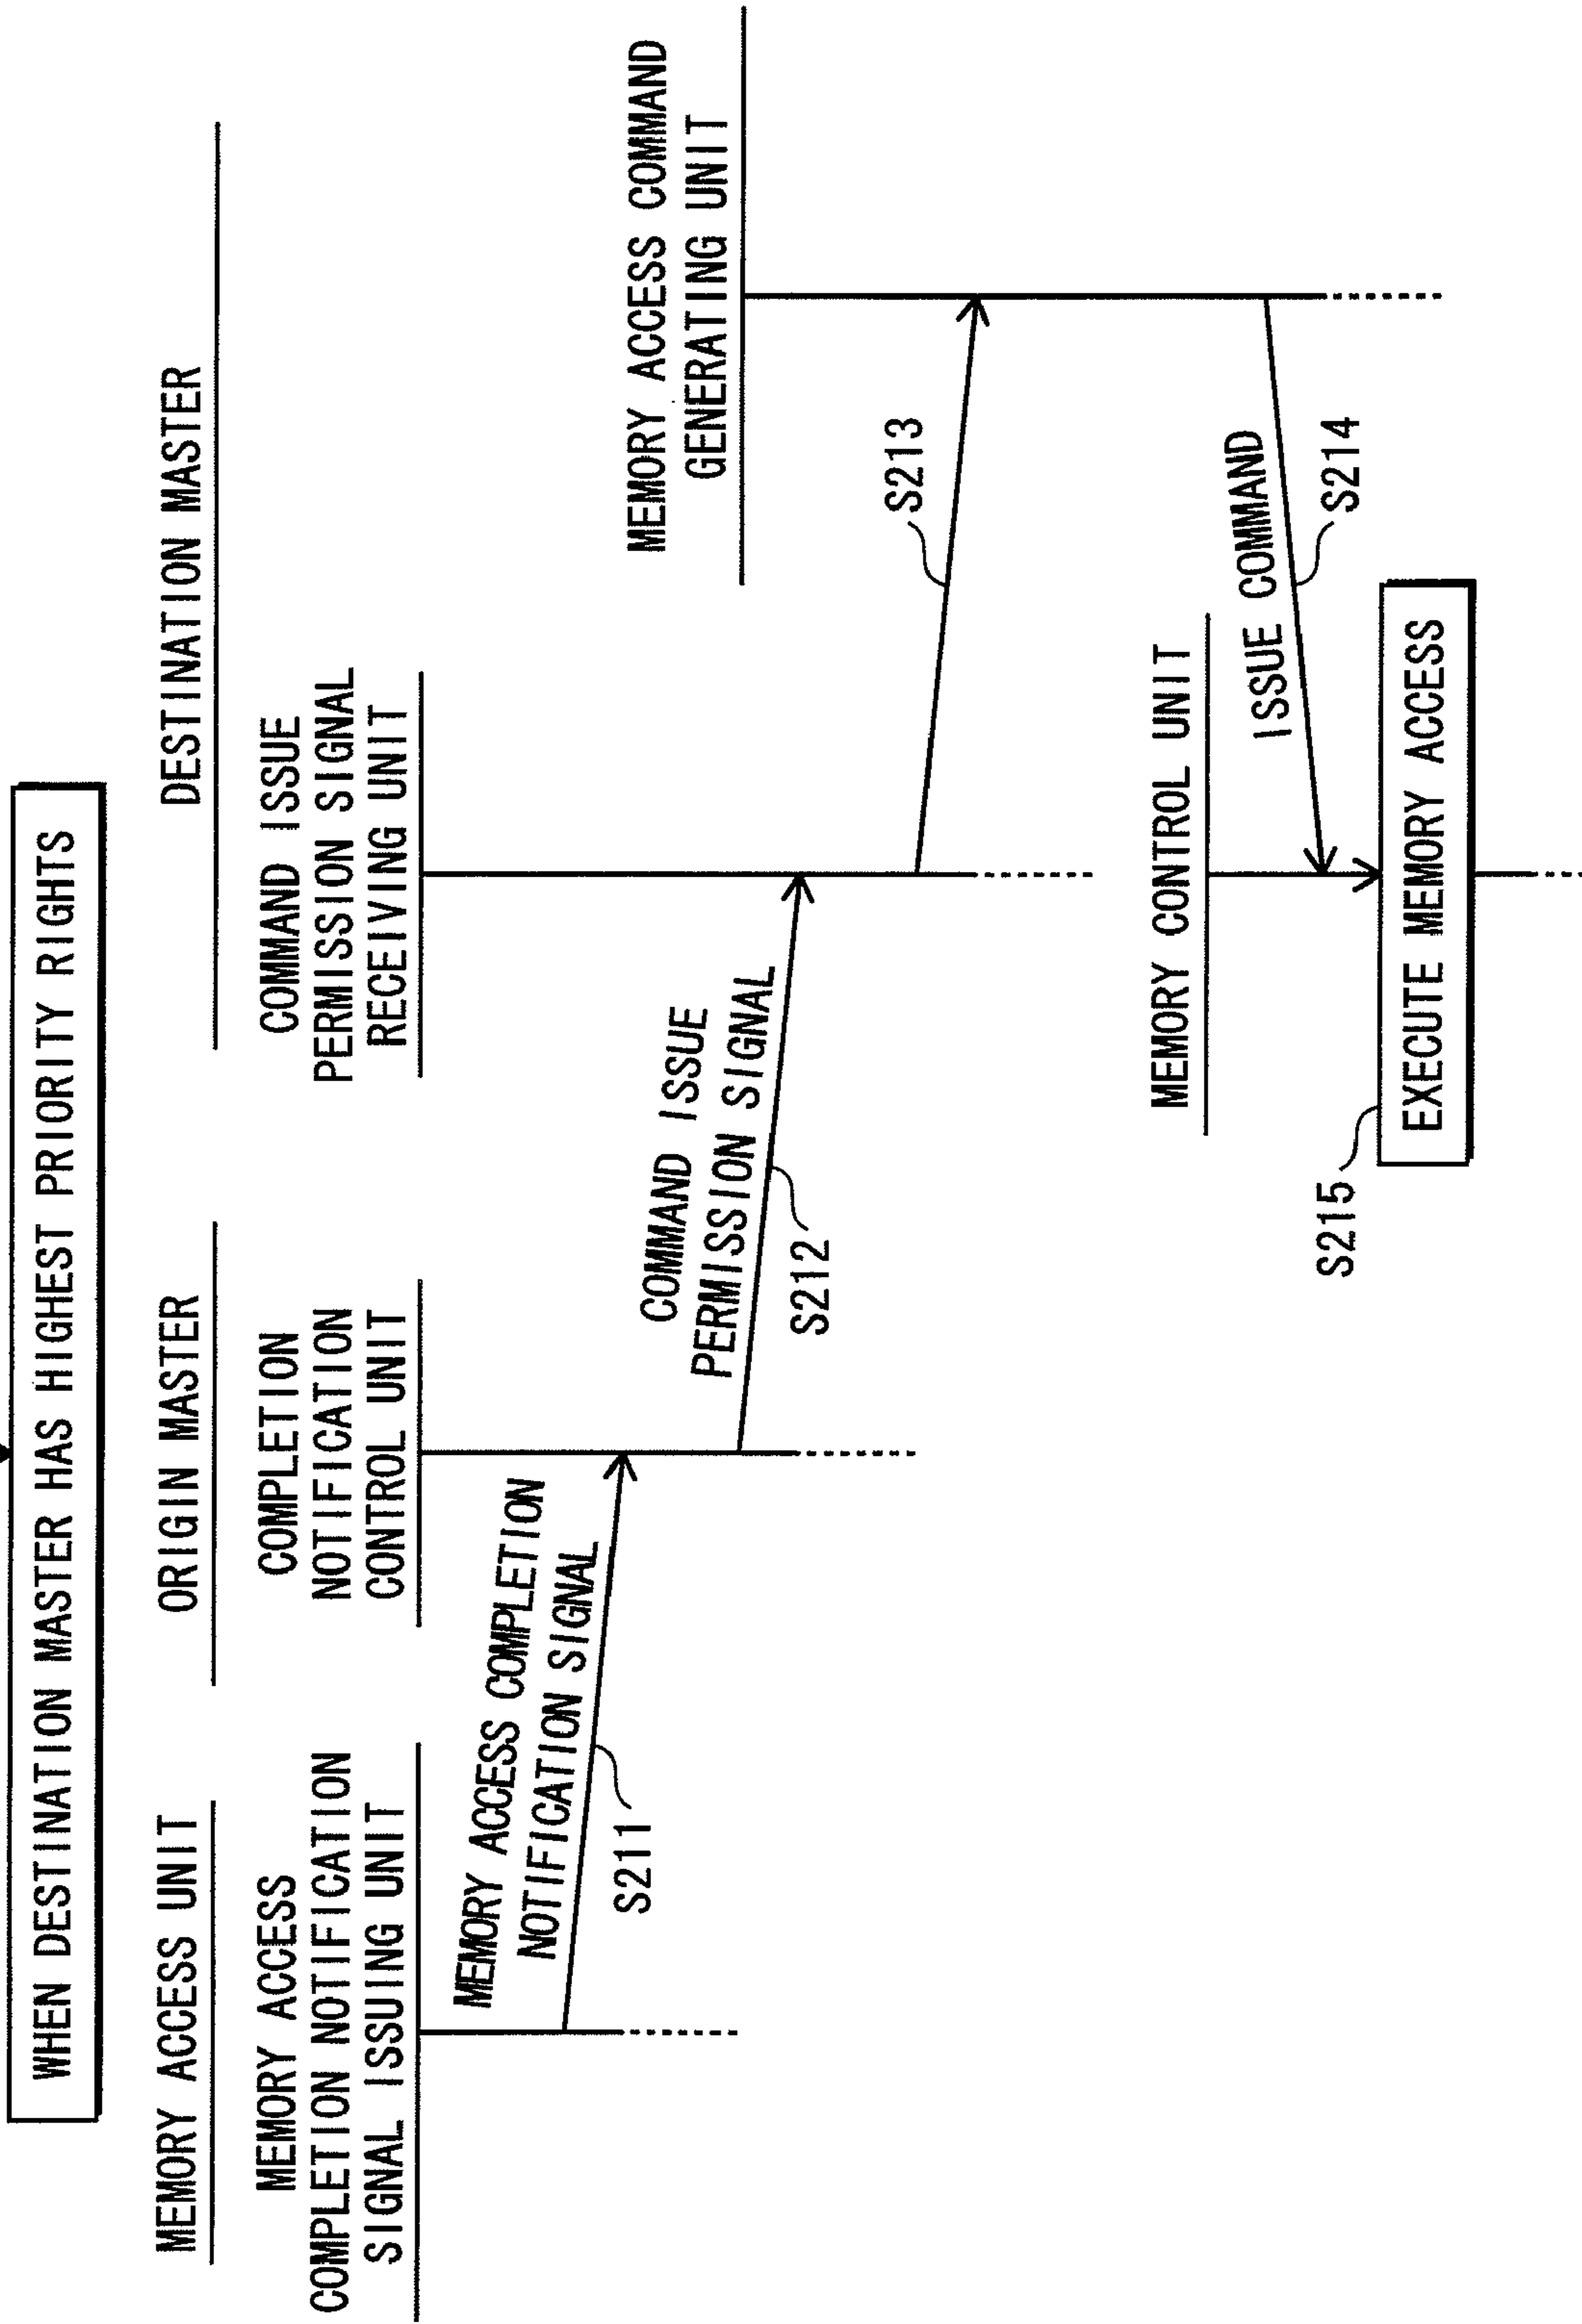 WHEN DESTINATION MASTER HAS HIGHEST PRIORITY RIGHTS
MEMORY ACCESS UNIT
ORIGIN MASTER
DESTINATION MASTER
MEMORY ACCESS
COMPLETION NOTIFICATION
SIGNAL ISSUING UNIT
COMPLETION
NOTIFICATION
CONTROL UNIT
COMMAND ISSUE
PERMISSION SIGNAL
RECEIVING UNIT
MEMORY ACCESS COMMAND
GENERATING UNIT
MEMORY ACCESS COMPLETION
NOTIFICATION SIGNAL
S211
COMMAND ISSUE
PERMISSION SIGNAL
S212
S213
MEMORY CONTROL UNIT
ISSUE COMMAND
S214
S215
EXECUTE MEMORY ACCESS